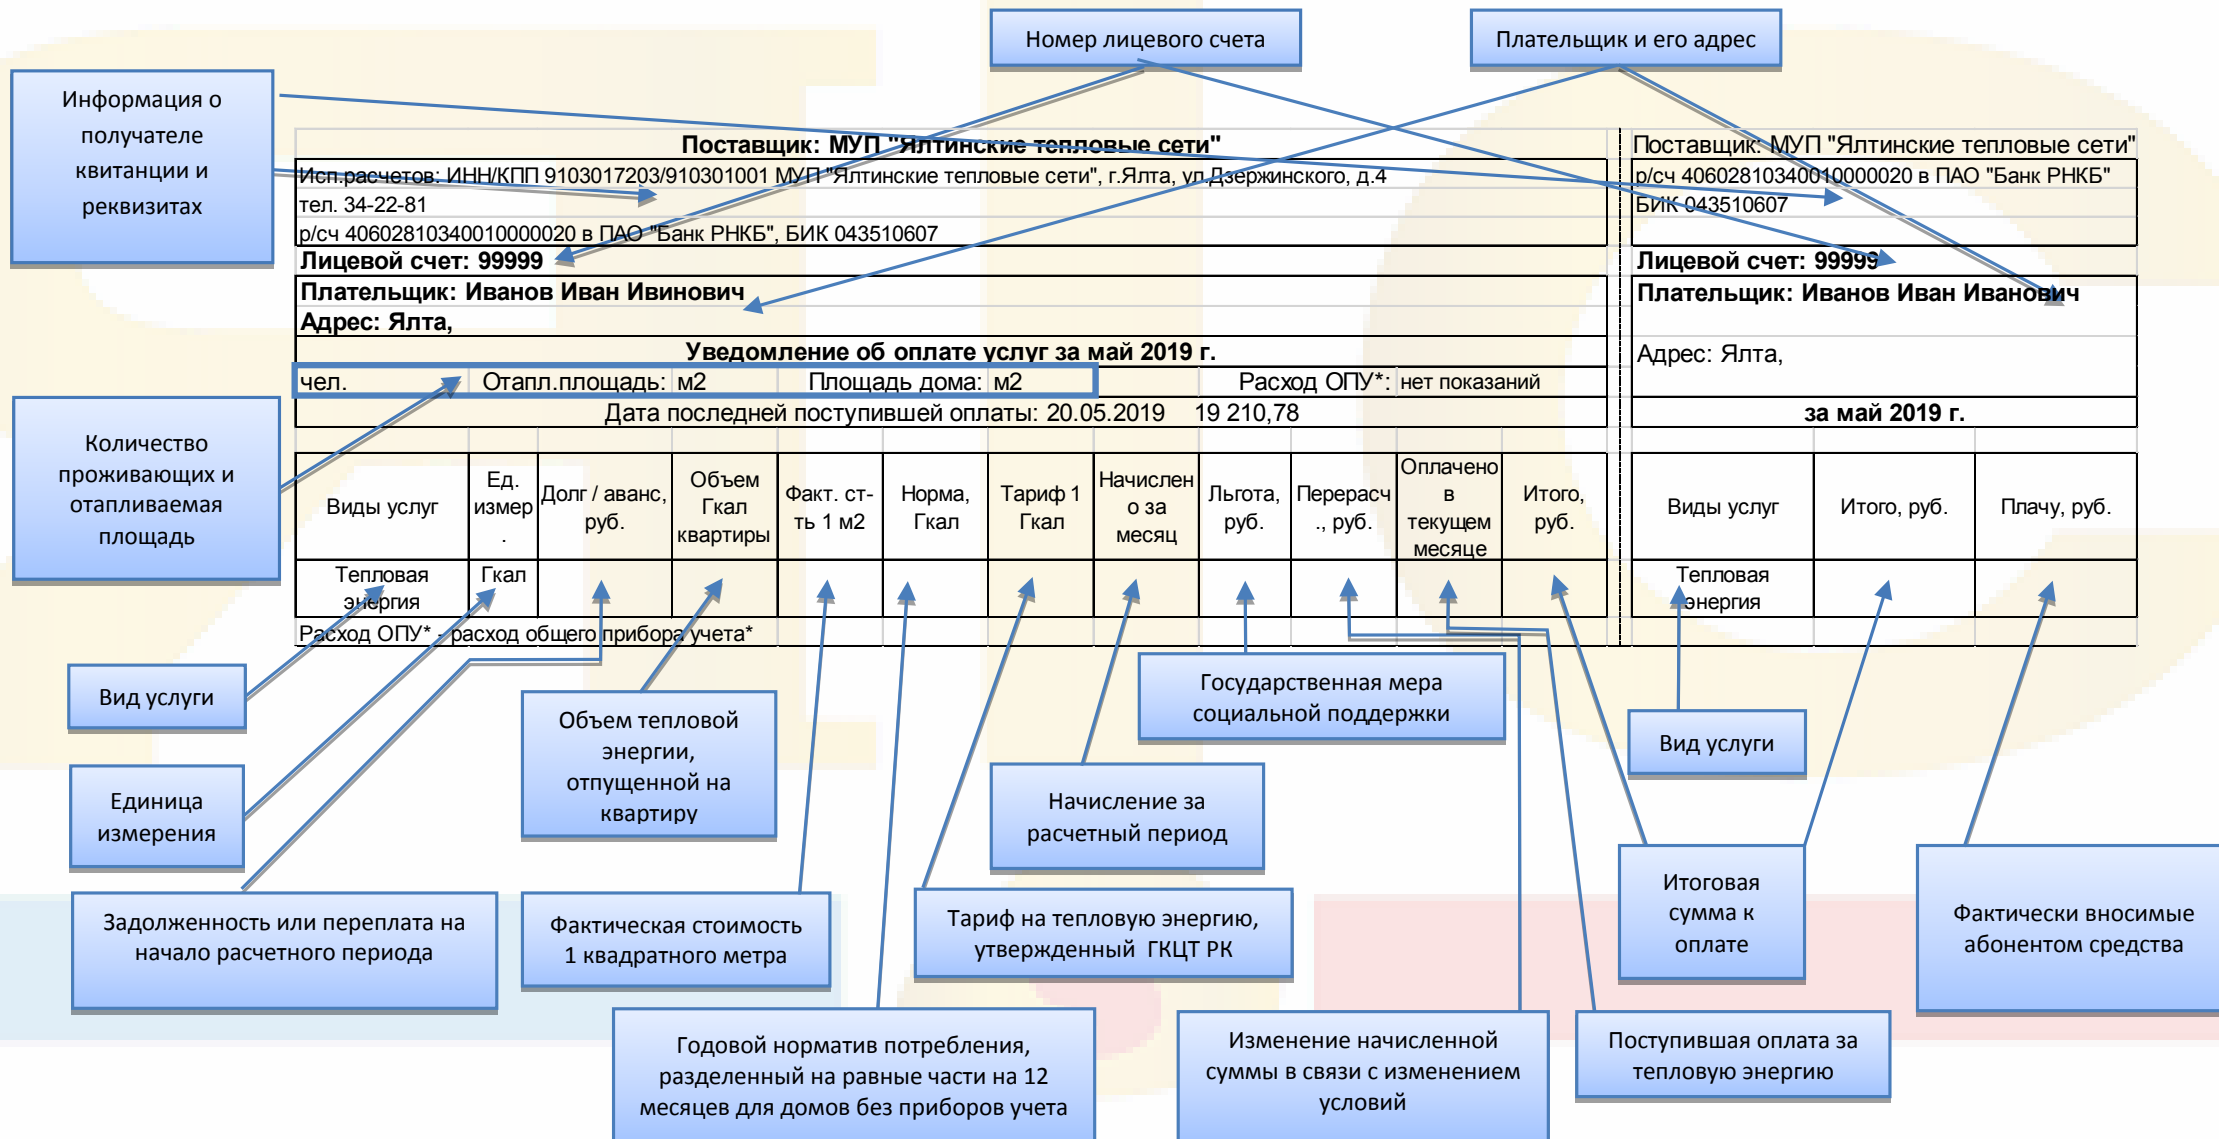 Номер лицевого счета
Плательщик и его адрес
Информация о
получателе
квитанции и
реквизитах
Поставщик: МУП "Ялтинские тепловые сети"
Исп.расчетов: ИНН/КПП 9103017203/910301001 МУП "Ялтинские тепловые сети", г.Ялта, ул.Дзержинского, д.4
тел. 34-22-81
р/сч 40602810340010000020 в ПАО "Банк РНКБ", БИК 043510607
Лицевой счет: 99999
Плательщик: Иванов Иван Ивинович
Адрес: Ялта,
Уведомление об оплате услуг за май 2019 г.
чел. Отапл.площадь: м2 Площадь дома: м2 Расход ОПУ*: нет показаний
Дата последней поступившей оплаты: 20.05.2019 19 210,78
Виды услуг
Ед.
измер
.
Долг / аванс,
руб.
Объем
Гкал
квартиры
Факт. ст-
ть 1 м2
Норма,
Гкал
Тариф 1
Гкал
Начислен
о за
месяц
Льгота,
руб.
Перерасч
., руб.
Оплачено
в
текущем
месяце
Итого,
руб.
Тепловая
энергия
Гкал
Расход ОПУ* - расход общего прибора учета*
Поставщик: МУП "Ялтинские тепловые сети"
р/сч 40602810340010000020 в ПАО "Банк РНКБ"
БИК 043510607
Лицевой счет: 99999
Плательщик: Иванов Иван Иванович
Адрес: Ялта,
за май 2019 г.
Виды услуг
Итого, руб.
Плачу, руб.
Тепловая
энергия
Количество
проживающих и
отапливаемая
площадь
Вид услуги
Единица
измерения
Задолженность или переплата на
начало расчетного периода
Объем тепловой
энергии,
отпущенной на
квартиру
Фактическая стоимость
1 квадратного метра
Годовой норматив потребления,
разделенный на равные части на 12
месяцев для домов без приборов учета
Тариф на тепловую энергию,
утвержденный ГКЦТ РК
Начисление за
расчетный период
Государственная мера
социальной поддержки
Изменение начисленной
суммы в связи с изменением
условий
Поступившая оплата за
тепловую энергию
Вид услуги
Итоговая
сумма к
оплате
Фактически вносимые
абонентом средства